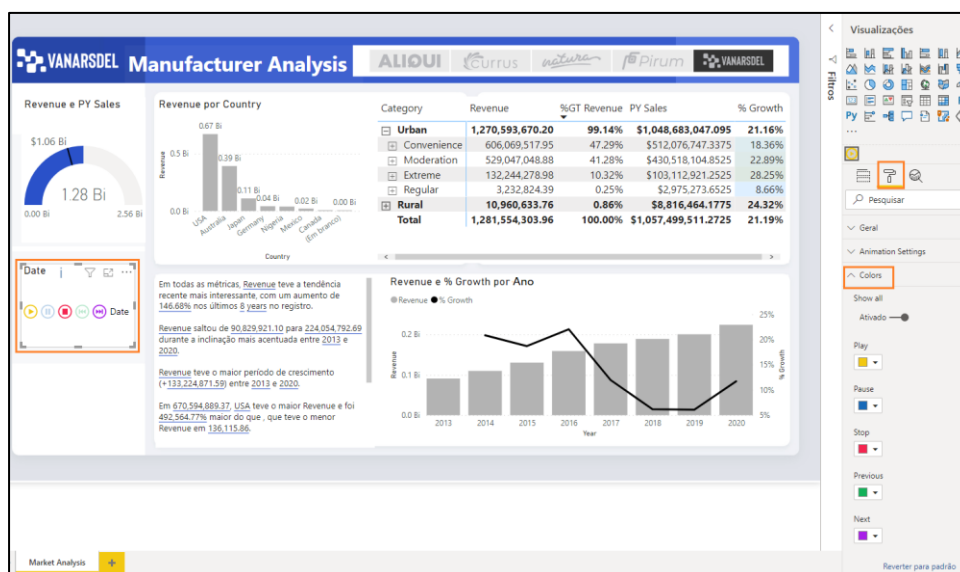 VANARSDEL
Manufacturer Analysis
ALIQUI
Currus
natura
Pirum
VANARSDEL
Revenue e PY Sales
$1.06 Bi
1.28 Bi
0.00 Bi
2.56 Bi
Revenue por Country
Revenue
0.5 Bi
0.0 Bi
0.67 Bi
0.39 Bi
0.11 Bi
0.04 Bi
0.02 Bi
0.00 Bi
USA
Australia
Japan
Germany
Nigeria
Mexico
Canada
(Em branco)
Country
Category Revenue %GT Revenue PY Sales % Growth
Urban 1,270,593,670.20 99.14% $1,048,683,047.095 21.16%
Convenience 606,069,517.95 47.29% $512,076,747.3375 18.36%
Moderation 529,047,048.88 41.28% $430,518,104.8525 22.89%
Extreme 132,244,278.98 10.32% $103,112,921.2525 28.25%
Regular 3,232,824.39 0.25% $2,975,273.6525 8.66%
Rural 10,960,633.76 0.86% $8,816,464.1775 24.32%
Total 1,281,554,303.96 100.00% $1,057,499,511.2725 21.19%
Date
Date
Em todas as métricas, Revenue teve a tendência
recente mais interessante, com um aumento de
146.68% nos últimos 8 years no registro.
Revenue saltou de 90,829,921.10 para 224,054,792.69
durante a inclinação mais acentuada entre 2013 e
2020.
Revenue teve o maior período de crescimento
(+133,224,871.59) entre 2013 e 2020.
Em 670,594,889.37, USA teve o maior Revenue e foi
492,564.77% maior do que , que teve o menor
Revenue em 136,115.86.
Revenue e % Growth por Ano
Revenue % Growth
Revenue
0.2 Bi
0.1 Bi
0.0 Bi
2013 2014 2015 2016 2017 2018 2019 2020
Year
25%
20%
15%
10%
5%
% Growth
Market Analysis
+
Filtros
Visualizações
Py
...
Pesquisar
Geral
Animation Settings
Colors
Show all
Ativado
Play
Pause
Stop
Previous
Next
Reverter para padrão